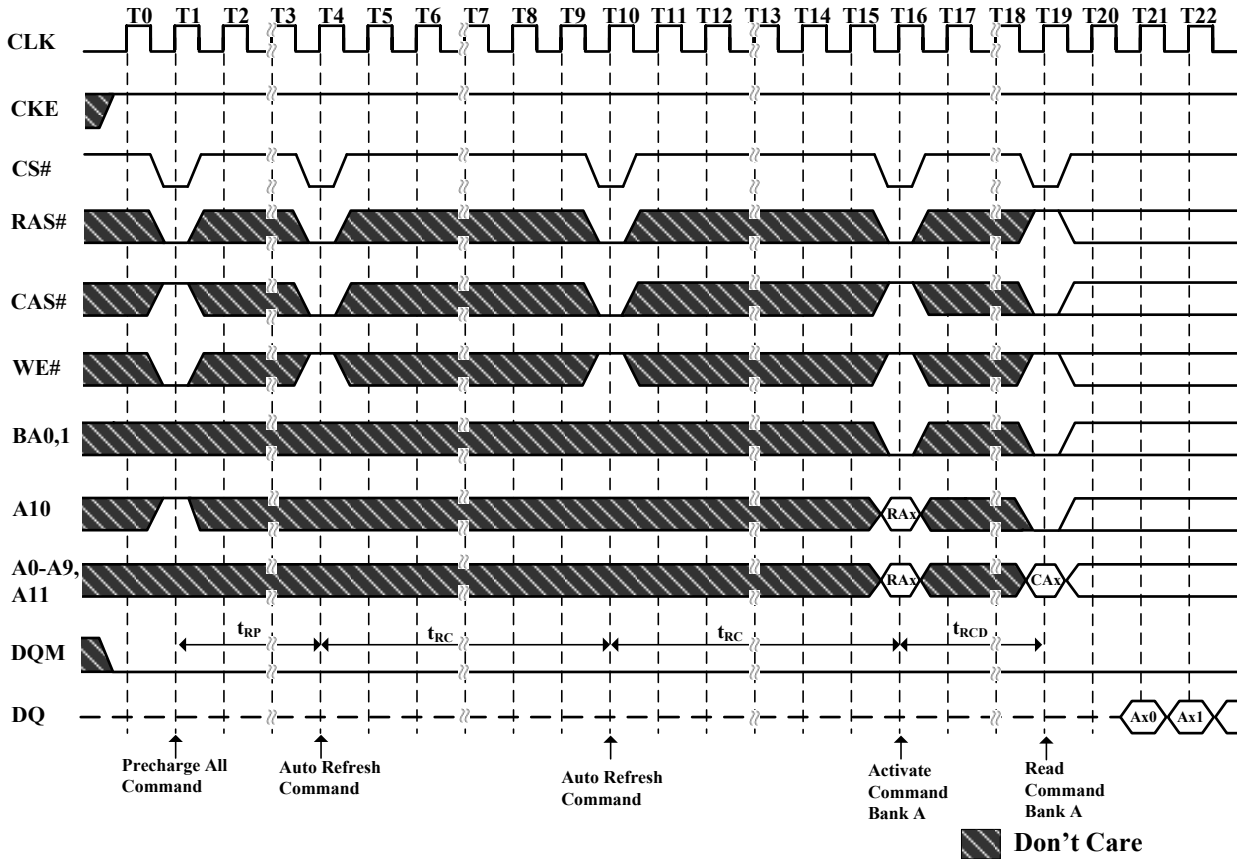 T0 T1 T2 T3 T4 T5 T6 T7 T8 T9 T10 T11 T12 T13 T14 T15 T16 T17 T18 T19 T20 T21 T22
CLK
CKE
CS#
RAS#
CAS#
WE#
BA0,1
A10
RAx
A0-A9,
A11
RAx CAx
tRP tRC tRC tRCD
DQM
DQ
Ax0 Ax1
Precharge All
Command
Auto Refresh
Command
Auto Refresh
Command
Activate
Command
Bank A
Read
Command
Bank A
Don't Care